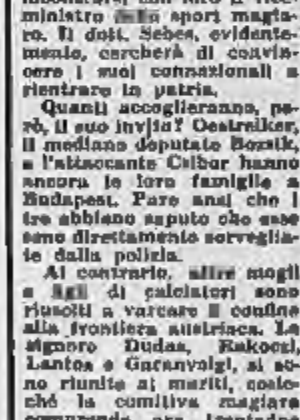 ministro dello sport magia-
ro. Il dott. Sebes, evidente-
mente, cercherà di convin-
cere i suoi connazionali a
rientrare in patria.
Quanti accoglieranno, pe-
rò, il suo invito? Oestreiker,
il mediano deputato Bozsik,
e l'attaccante Csibor hanno
ancora le loro famiglie a
Budapest. Pare anzi che i
tre abbiano saputo che esse
sono direttamente sorveglia-
te dalla polizia.
Al contrario, altre mogli
e figli di calciatori sono
riusciti a varcare il confine
alla frontiera austriaca. Le
signore Dudas, Rakoczi,
Lantos e Garanvolgi, si so-
no riunite ai mariti, cosic-
ché la comitiva magiara